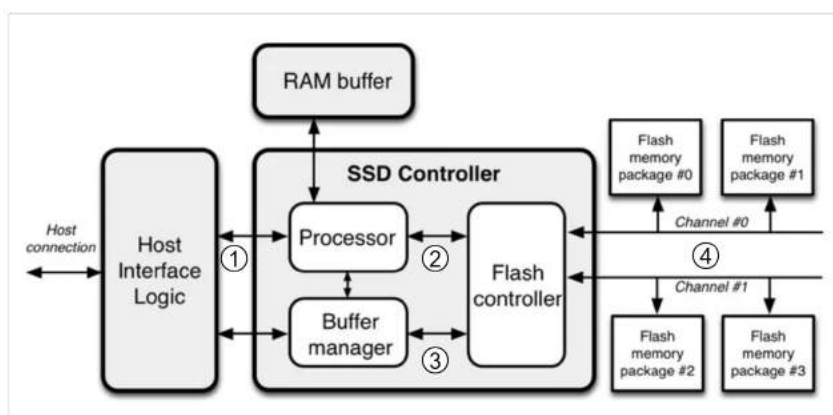 RAM buffer
SSD Controller
Host
connection
Host
Interface
Logic
①
Processor
②
Buffer
manager
③
Flash
controller
Flash
memory
package #0
Flash
memory
package #1
Channel #0
④
Channel #1
Flash
memory
package #2
Flash
memory
package #3